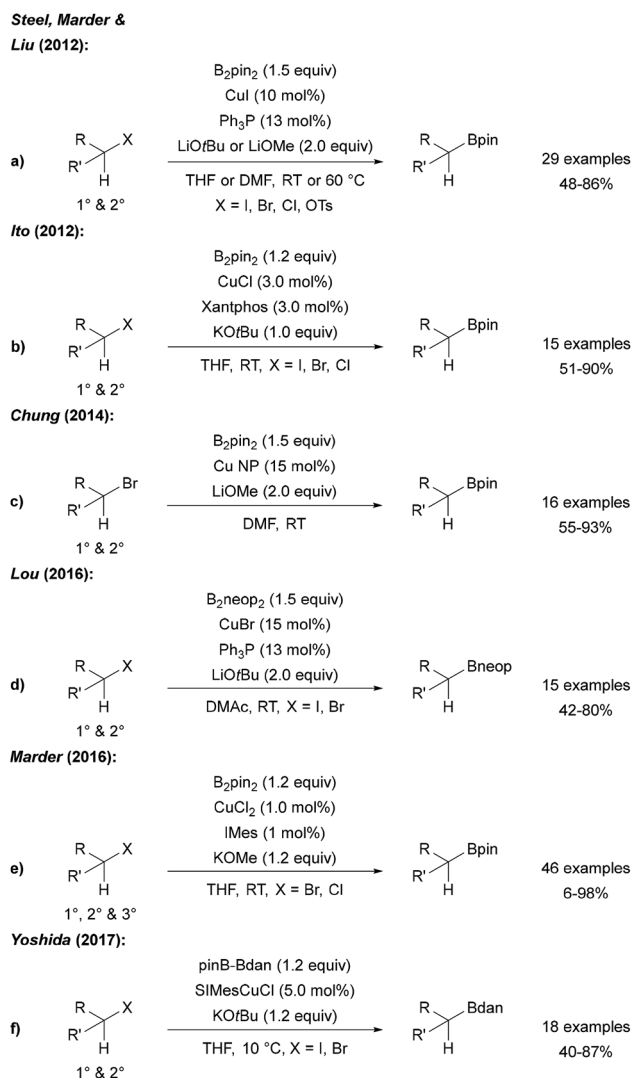 Steel, Marder &
Liu (2012):
B₂pin₂ (1.5 equiv)
CuI (10 mol%)
Ph₃P (13 mol%)
LiOtBu or LiOMe (2.0 equiv)
a) R X R' H R Bpin R' H 29 examples
THF or DMF, RT or 60 °C
X = I, Br, Cl, OTs
48-86%
1° & 2°
Ito (2012):
B₂pin₂ (1.2 equiv)
CuCl (3.0 mol%)
Xantphos (3.0 mol%)
KOtBu (1.0 equiv)
b) R X R' H R Bpin R' H 15 examples
THF, RT, X = I, Br, Cl
51-90%
1° & 2°
Chung (2014):
B₂pin₂ (1.5 equiv)
Cu NP (15 mol%)
LiOMe (2.0 equiv)
c) R Br R' H R Bpin R' H 16 examples
DMF, RT
55-93%
1° & 2°
Lou (2016):
B₂neop₂ (1.5 equiv)
CuBr (15 mol%)
Ph₃P (13 mol%)
LiOtBu (2.0 equiv)
d) R X R' H R Bneop R' H 15 examples
DMAc, RT, X = I, Br
42-80%
1° & 2°
Marder (2016):
B₂pin₂ (1.2 equiv)
CuCl₂ (1.0 mol%)
IMes (1 mol%)
KOMe (1.2 equiv)
e) R X R' H R Bpin R' H 46 examples
THF, RT, X = Br, Cl
6-98%
1°, 2° & 3°
Yoshida (2017):
pinB-Bdan (1.2 equiv)
SIMesCuCl (5.0 mol%)
KOtBu (1.2 equiv)
f) R X R' H R Bdan R' H 18 examples
THF, 10 °C, X = I, Br
40-87%
1° & 2°